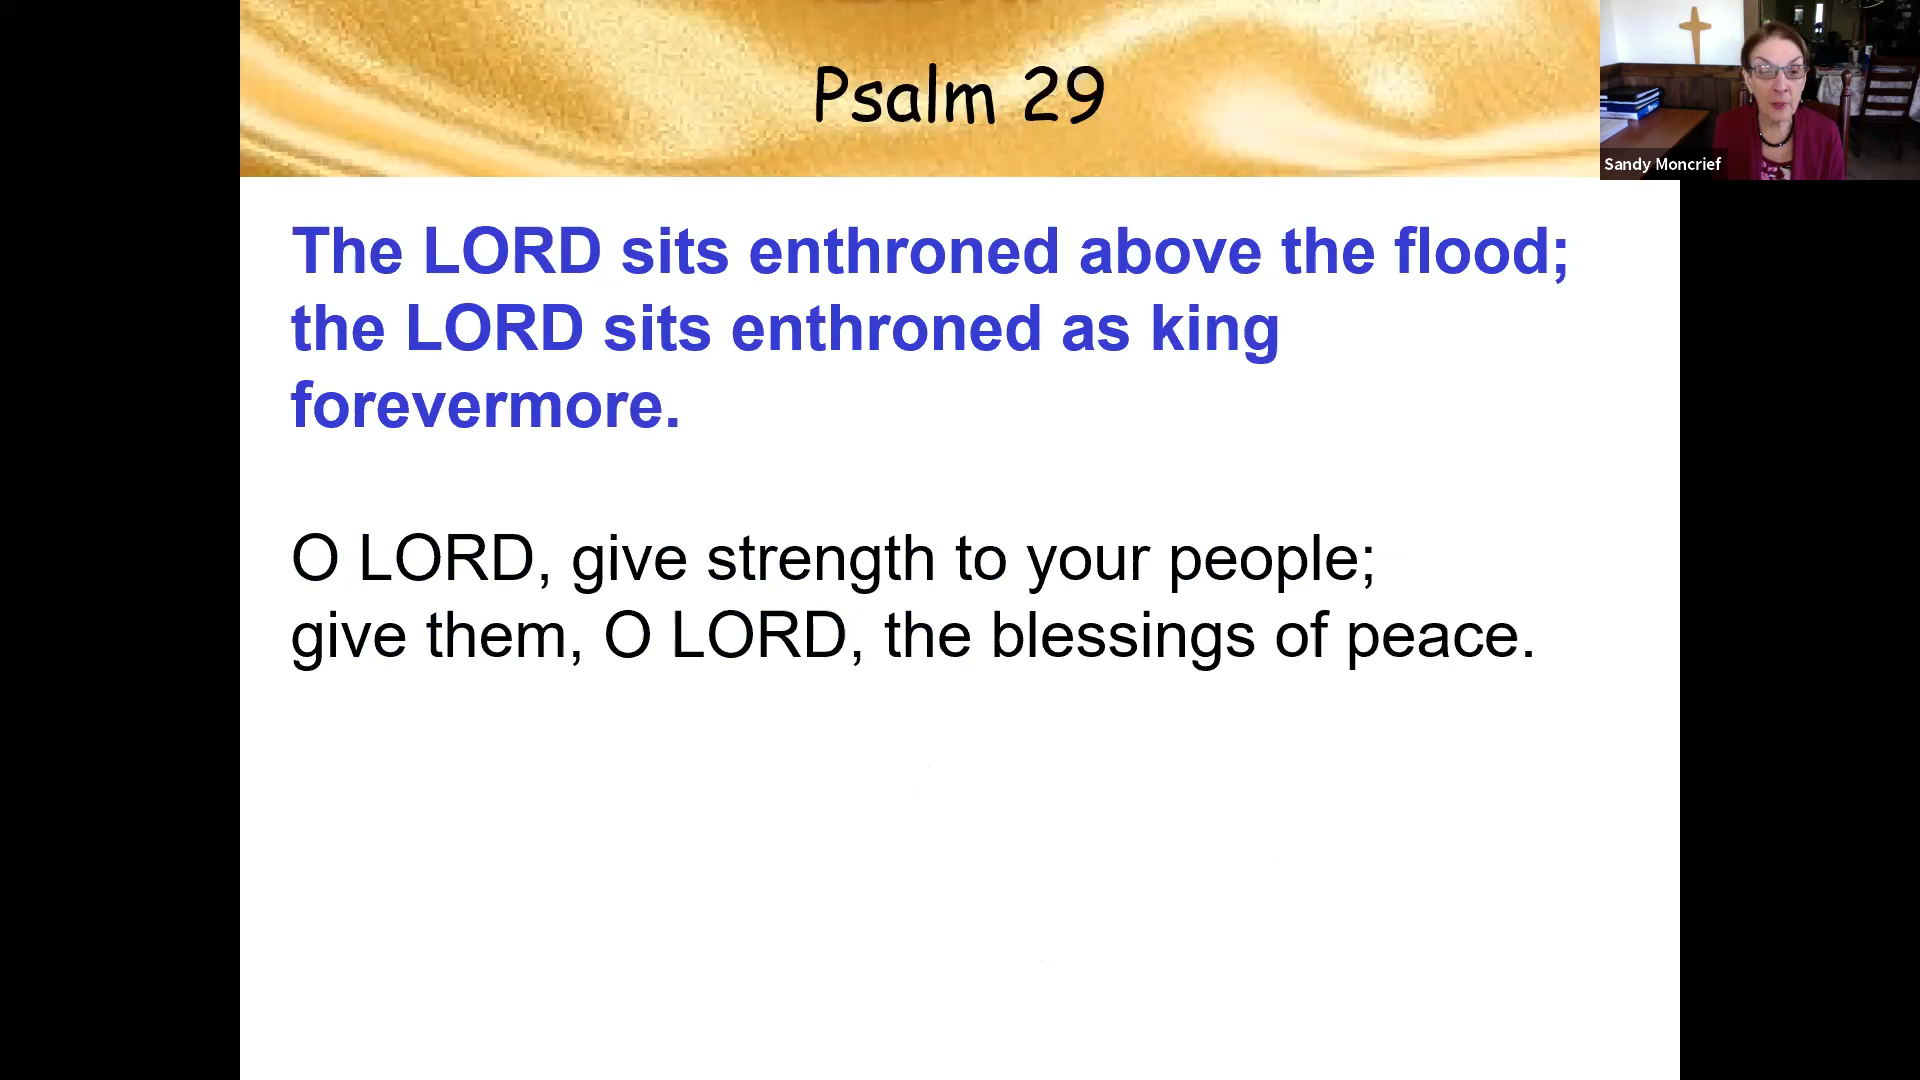 Psalm 29
Sandy Moncrief
The LORD sits enthroned above the flood;
the LORD sits enthroned as king
forevermore.
O LORD, give strength to your people;
give them, O LORD, the blessings of peace.